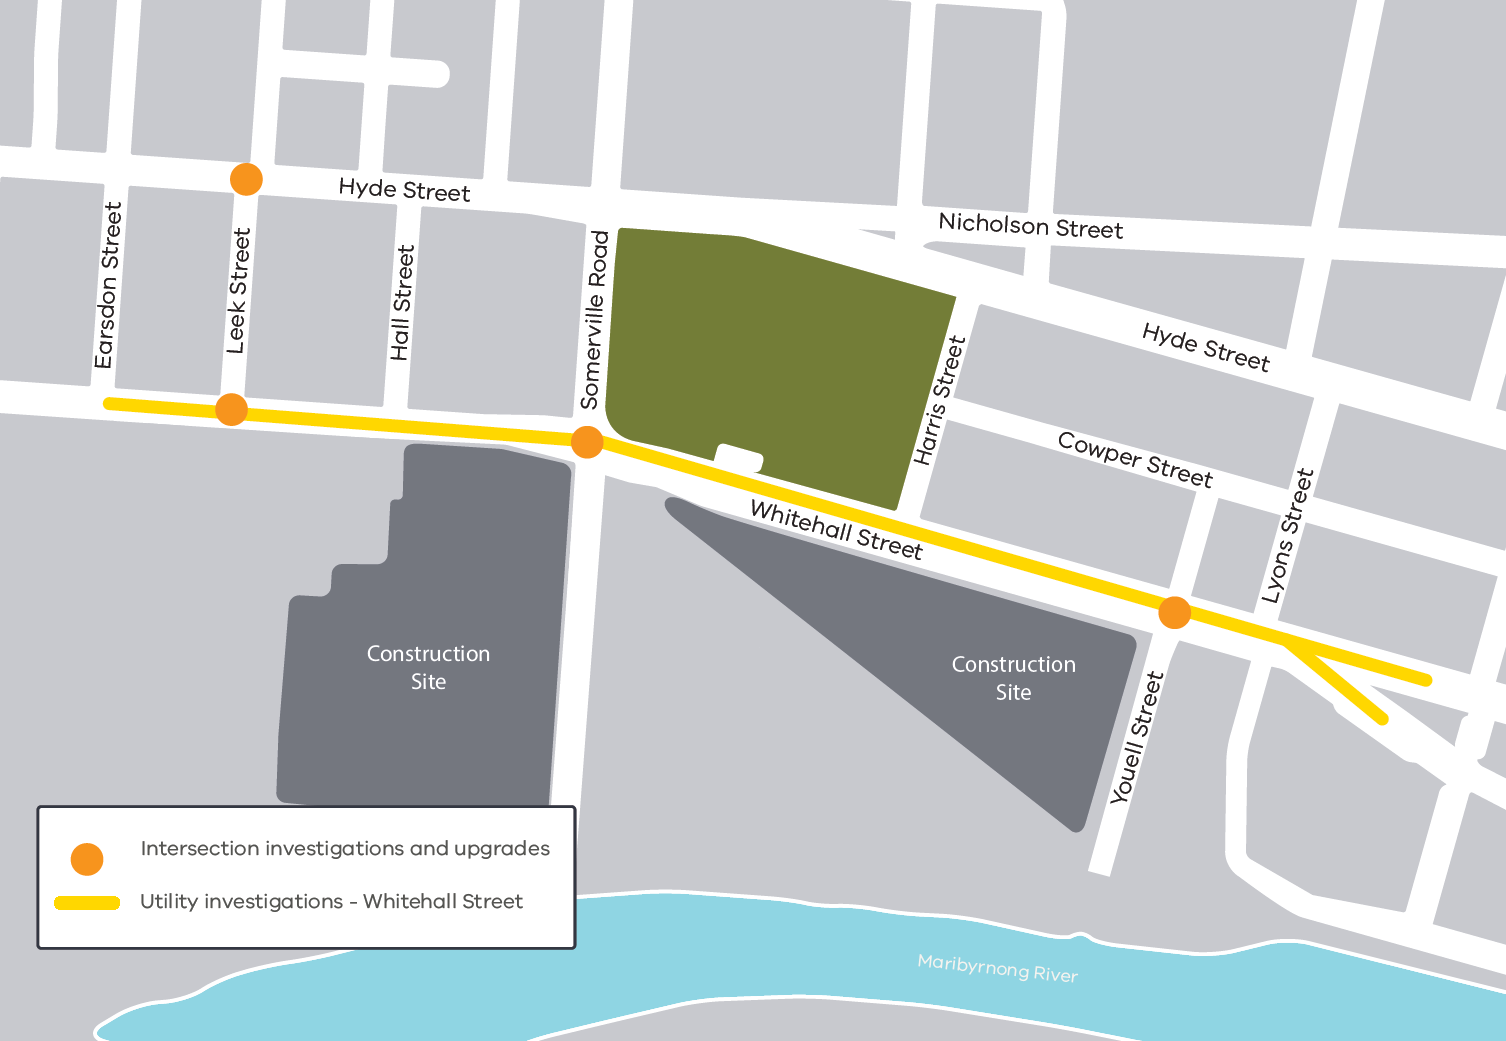 Hyde Street
Nicholson Street
Earsdon Street
Leek Street
Hall Street
Somerville Road
Harris Street
Hyde Street
Cowper Street
Lyons Street
Whitehall Street
Construction
Site
Construction
Site
Youell Street
Intersection investigations and upgrades
Utility investigations - Whitehall Street
Maribyrnong River